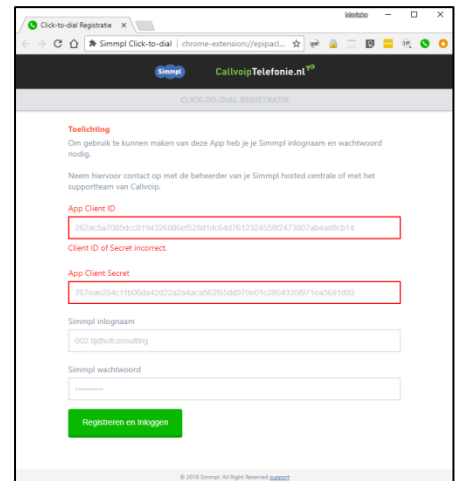 Click-to-dial Registratie
Simmpl Click-to-dial | chrome-extension://epipacl...
Simmpl CallvoipTelefonie.nl
CLICK-TO-DIAL REGISTRATIE
Toelichting
Om gebruik te kunnen maken van deze App heb je je Simmpl inlognaam en wachtwoord
nodig.
Neem hiervoor contact op met de beheerder van je Simmpl hosted centrale of met het
supportteam van Callvoip.
App Client ID
Client ID of Secret incorrect.
App Client Secret
Simmpl inlognaam
002.tijdhofconsulting
Simmpl wachtwoord
Registreren en Inloggen
© 2018 Simmpl. All Right Reserved support